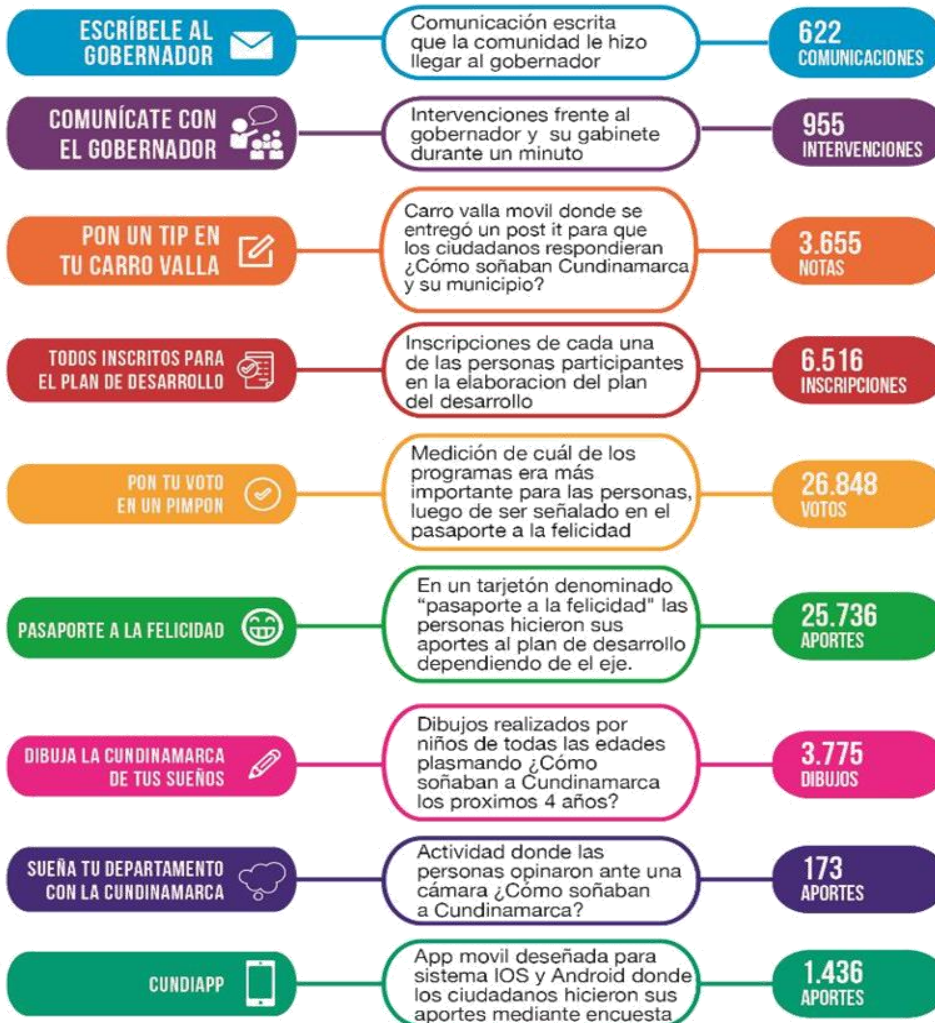 ESCRÍBELE AL
GOBERNADOR
Comunicación escrita
que la comunidad le hizo
llegar al gobernador
622
COMUNICACIONES
COMUNÍCATE CON
EL GOBERNADOR
Intervenciones frente al
gobernador y su gabinete
durante un minuto
955
INTERVENCIONES
PON UN TIP EN
TU CARRO VALLA
Carro valla movil donde se
entregó un post it para que
los ciudadanos respondieran
¿Cómo soñaban Cundinamarca
y su municipio?
3.655
NOTAS
TODOS INSCRITOS PARA
EL PLAN DE DESARROLLO
Inscripciones de cada una
de las personas participantes
en la elaboracion del plan
del desarrollo
6.516
INSCRIPCIONES
PON TU VOTO
EN UN PIMPON
Medición de cuál de los
programas era más
importante para las personas,
luego de ser señalado en el
pasaporte a la felicidad
26.848
VOTOS
PASAPORTE A LA FELICIDAD
En un tarjetón denominado
“pasaporte a la felicidad" las
personas hicieron sus
aportes al plan de desarrollo
dependiendo de el eje.
25.736
APORTES
DIBUJA LA CUNDINAMARCA
DE TUS SUEÑOS
Dibujos realizados por
niños de todas las edades
plasmando ¿Cómo
soñaban a Cundinamarca
los proximos 4 años?
3.775
DIBUJOS
SUEÑA TU DEPARTAMENTO
CON LA CUNDINAMARCA
Actividad donde las
personas opinaron ante una
cámara ¿Cómo soñaban
a Cundinamarca?
173
APORTES
CUNDIAPP
App movil deseñada para
sistema IOS y Android donde
los ciudadanos hicieron sus
aportes mediante encuesta
1.436
APORTES